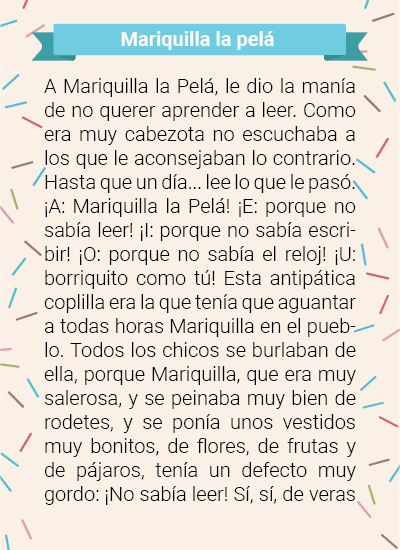 Mariquilla la pelá
A Mariquilla la Pelá, le dio la manía
de no querer aprender a leer. Como
era muy cabezota no escuchaba a
los que le aconsejaban lo contrario.
Hasta que un día... lee lo que le pasó.
¡A: Mariquilla la Pelá! ¡E: porque no
sabía leer! ¡I: porque no sabía escri-
bir! ¡O: porque no sabía el reloj! ¡U:
borriquito como tú! Esta antipática
coplilla era la que tenía que aguantar
a todas horas Mariquilla en el pueb-
lo. Todos los chicos se burlaban de
ella, porque Mariquilla, que era muy
salerosa, y se peinaba muy bien de
rodetes, y se ponía unos vestidos
muy bonitos, de flores, de frutas y
de pájaros, tenía un defecto muy
gordo: ¡No sabía leer! Sí, sí, de veras